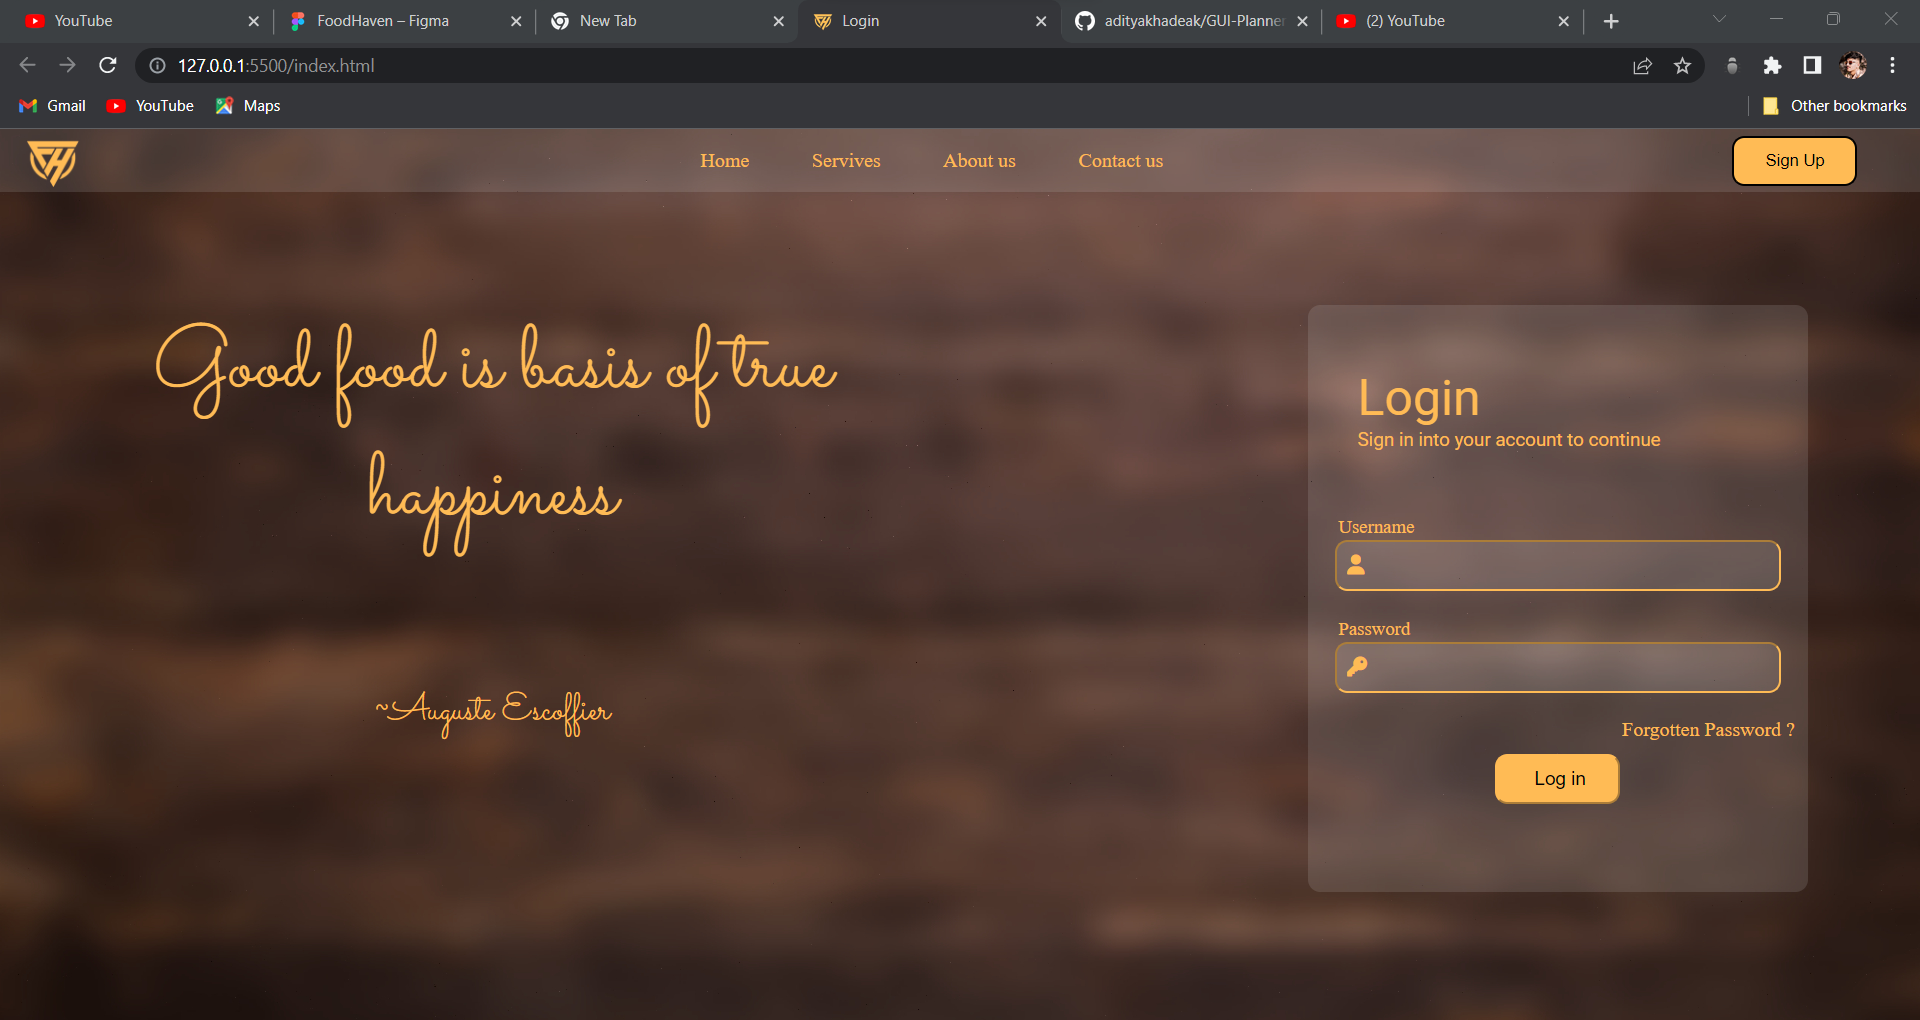 YouTube
FoodHaven – Figma
New Tab
Login
adityakhadeak/GUI-Planner
(2) YouTube
127.0.0.1:5500/index.html
Gmail
YouTube
Maps
Other bookmarks
FH
Home
Servives
About us
Contact us
Sign Up
Good food is basis of true
happiness
~Auguste Escoffier
Login
Sign in into your account to continue
Username
Password
Forgotten Password ?
Log in